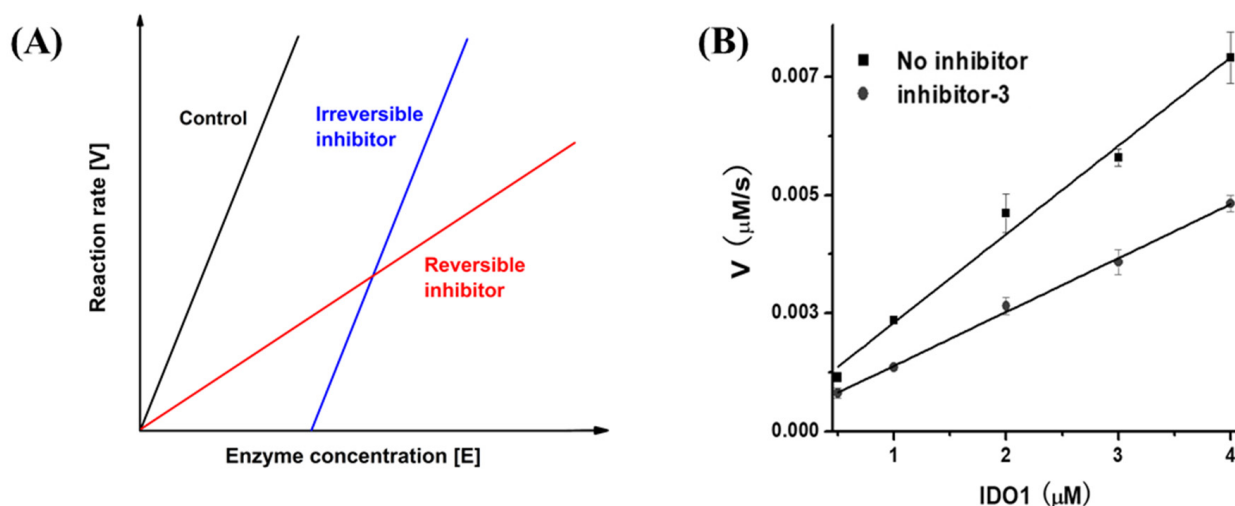 (A)
Reaction rate [V]
Control
Irreversible
inhibitor
Reversible
inhibitor
Enzyme concentration [E]
(B)
No inhibitor
inhibitor-3
V (μM/s)
0.007
0.005
0.003
0.000
1
2
3
4
IDO1 (μM)